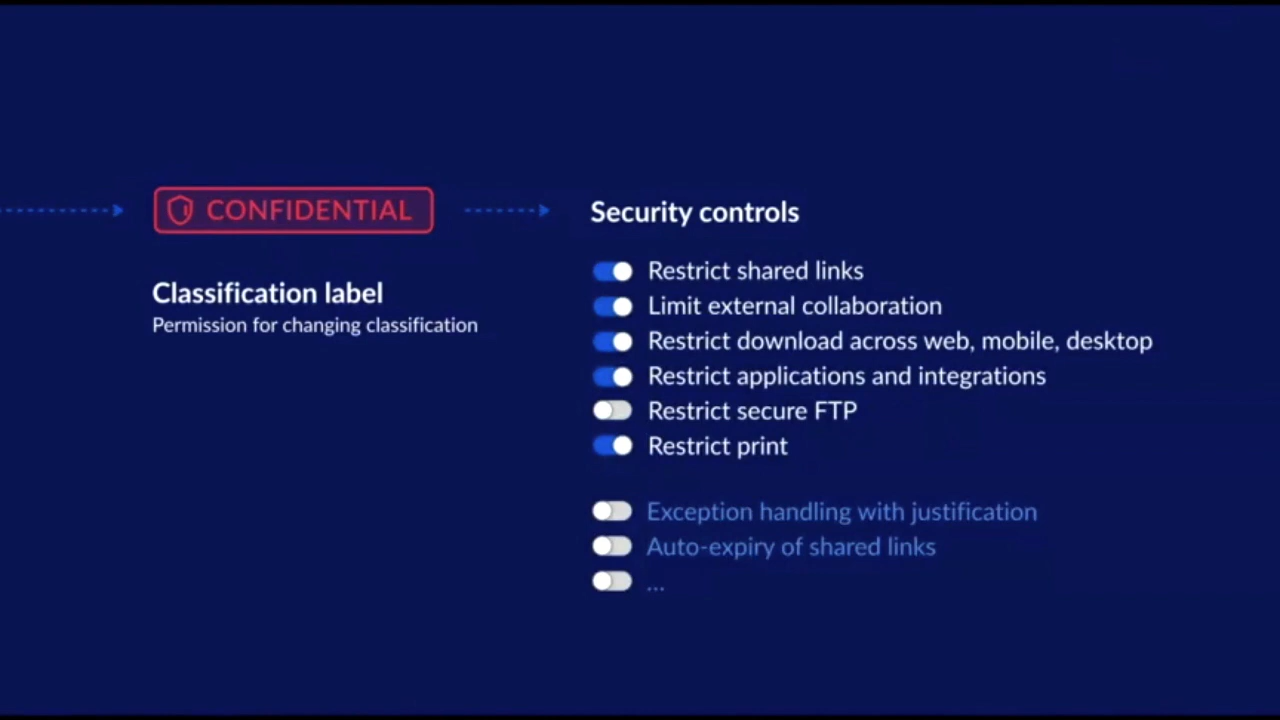 CONFIDENTIAL
Classification label
Permission for changing classification
Security controls
Restrict shared links
Limit external collaboration
Restrict download across web, mobile, desktop
Restrict applications and integrations
Restrict secure FTP
Restrict print
Exception handling with justification
Auto-expiry of shared links
...